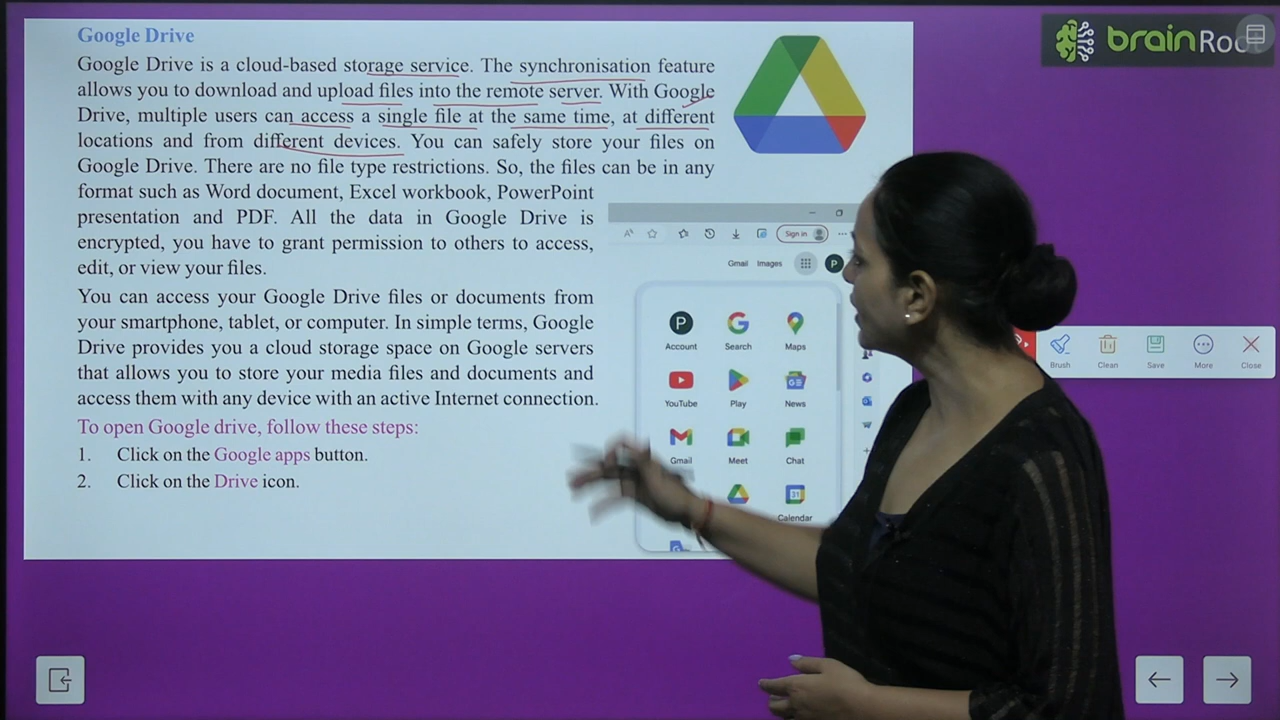 Google Drive
Google Drive is a cloud-based storage service. The synchronisation feature
allows you to download and upload files into the remote server. With Google
Drive, multiple users can access a single file at the same time, at different
locations and from different devices. You can safely store your files on
Google Drive. There are no file type restrictions. So, the files can be in any
format such as Word document, Excel workbook, PowerPoint
presentation and PDF. All the data in Google Drive is
encrypted, you have to grant permission to others to access,
edit, or view your files.
You can access your Google Drive files or documents from
your smartphone, tablet, or computer. In simple terms, Google
Drive provides you a cloud storage space on Google servers
that allows you to store your media files and documents and
access them with any device with an active Internet connection.
To open Google drive, follow these steps:
1. Click on the Google apps button.
2. Click on the Drive icon.
Sign in
Gmail Images
P
P
Account Search Maps
YouTube Play News
Gmail Meet Chat
31
Calendar
brain
Brush Clean Save More Close